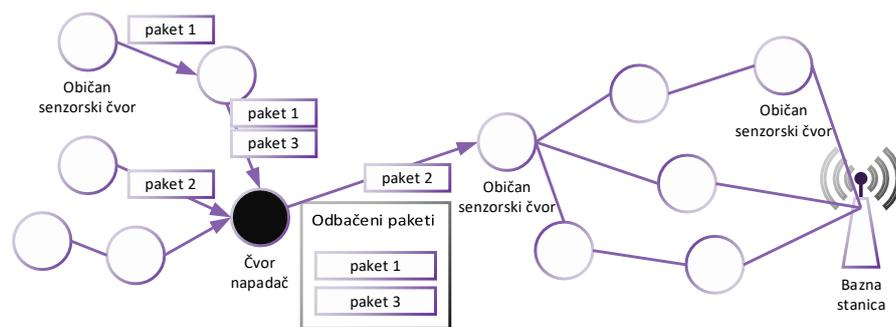 paket 1
Običan
senzorski čvor
paket 1
paket 3
paket 2
Čvor
napadač
paket 2
Odbačeni paketi
paket 1
paket 3
Običan
senzorski čvor
Običan
senzorski čvor
Bazna
stanica